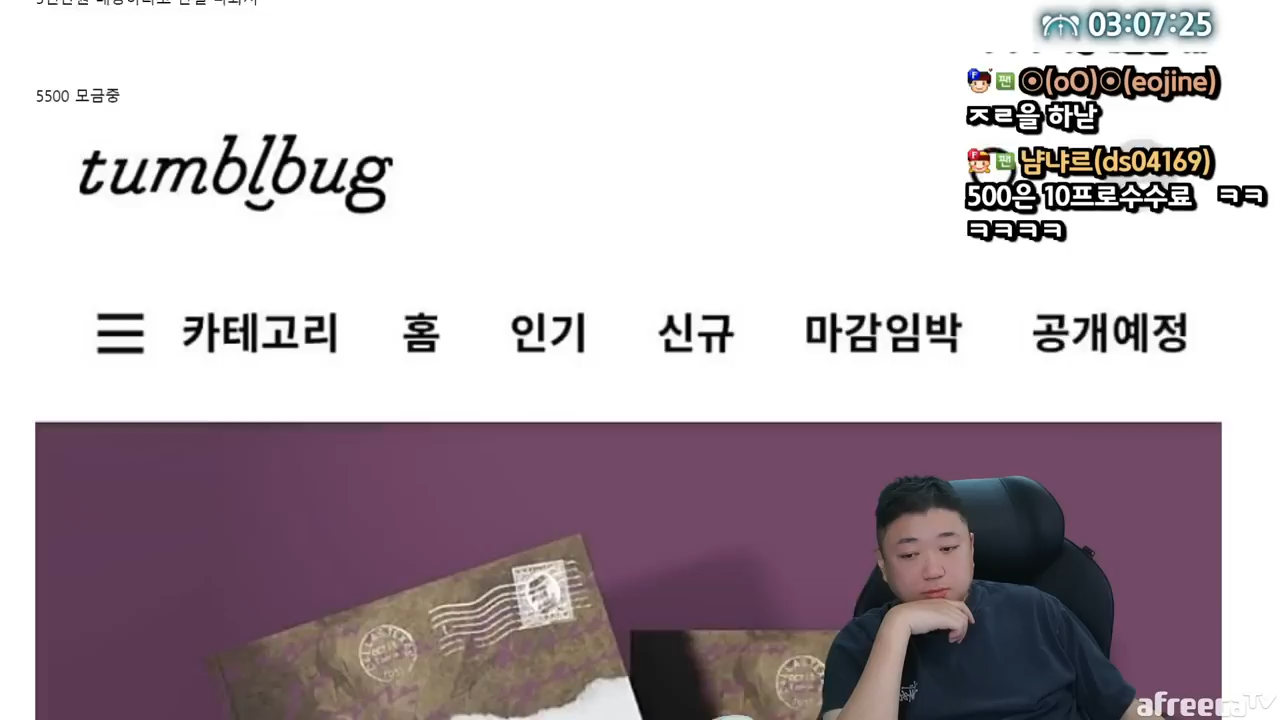 03:07:25
⊙(oO)⊙(eojine)
ㅈㄹ을 하낟
5500 모금중
냠냐르(ds04169)
500은 10프로수수료 ㅋㅋ
ㅋㅋㅋㅋ
tumblbug
카테고리 홈 인기 신규 마감임박 공개예정
afreecaTV